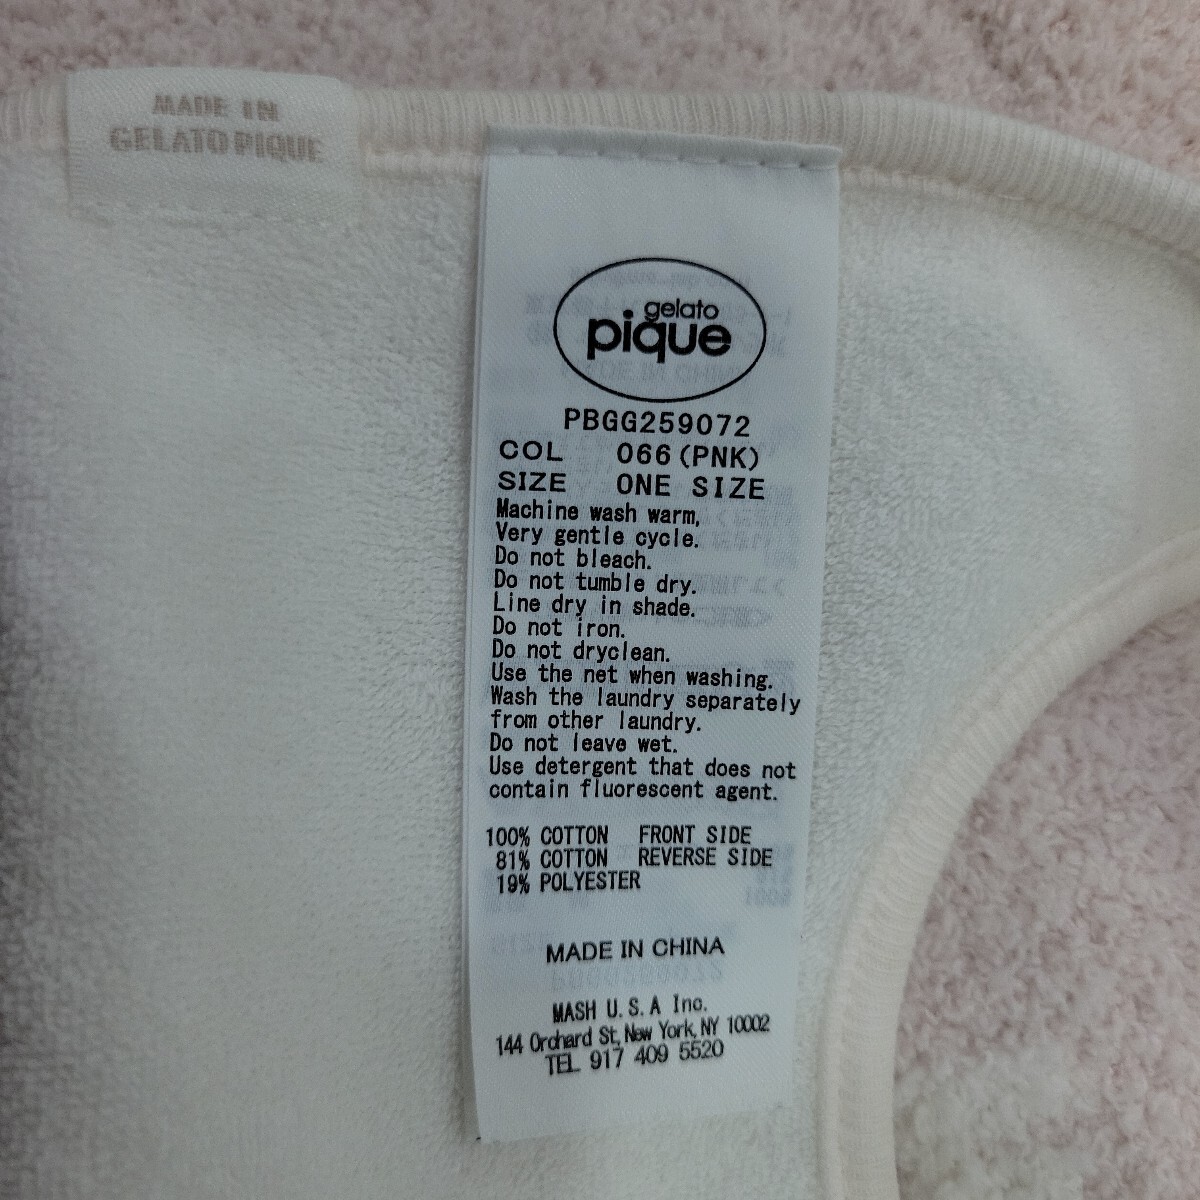 MADE IN
GELATO PIQUE
gelato
pique
PBGG259072
COL 066(PNK)
SIZE ONE SIZE
Machine wash warm,
Very gentle cycle.
Do not bleach.
Do not tumble dry.
Line dry in shade.
Do not iron.
Do not dryclean.
Use the net when washing.
Wash the laundry separately
from other laundry.
Do not leave wet.
Use detergent that does not
contain fluorescent agent.
100% COTTON FRONT SIDE
81% COTTON REVERSE SIDE
19% POLYESTER
MADE IN CHINA
MASH U.S.A Inc.
144 Orchard St, New York, NY 10002
TEL 917 409 5520